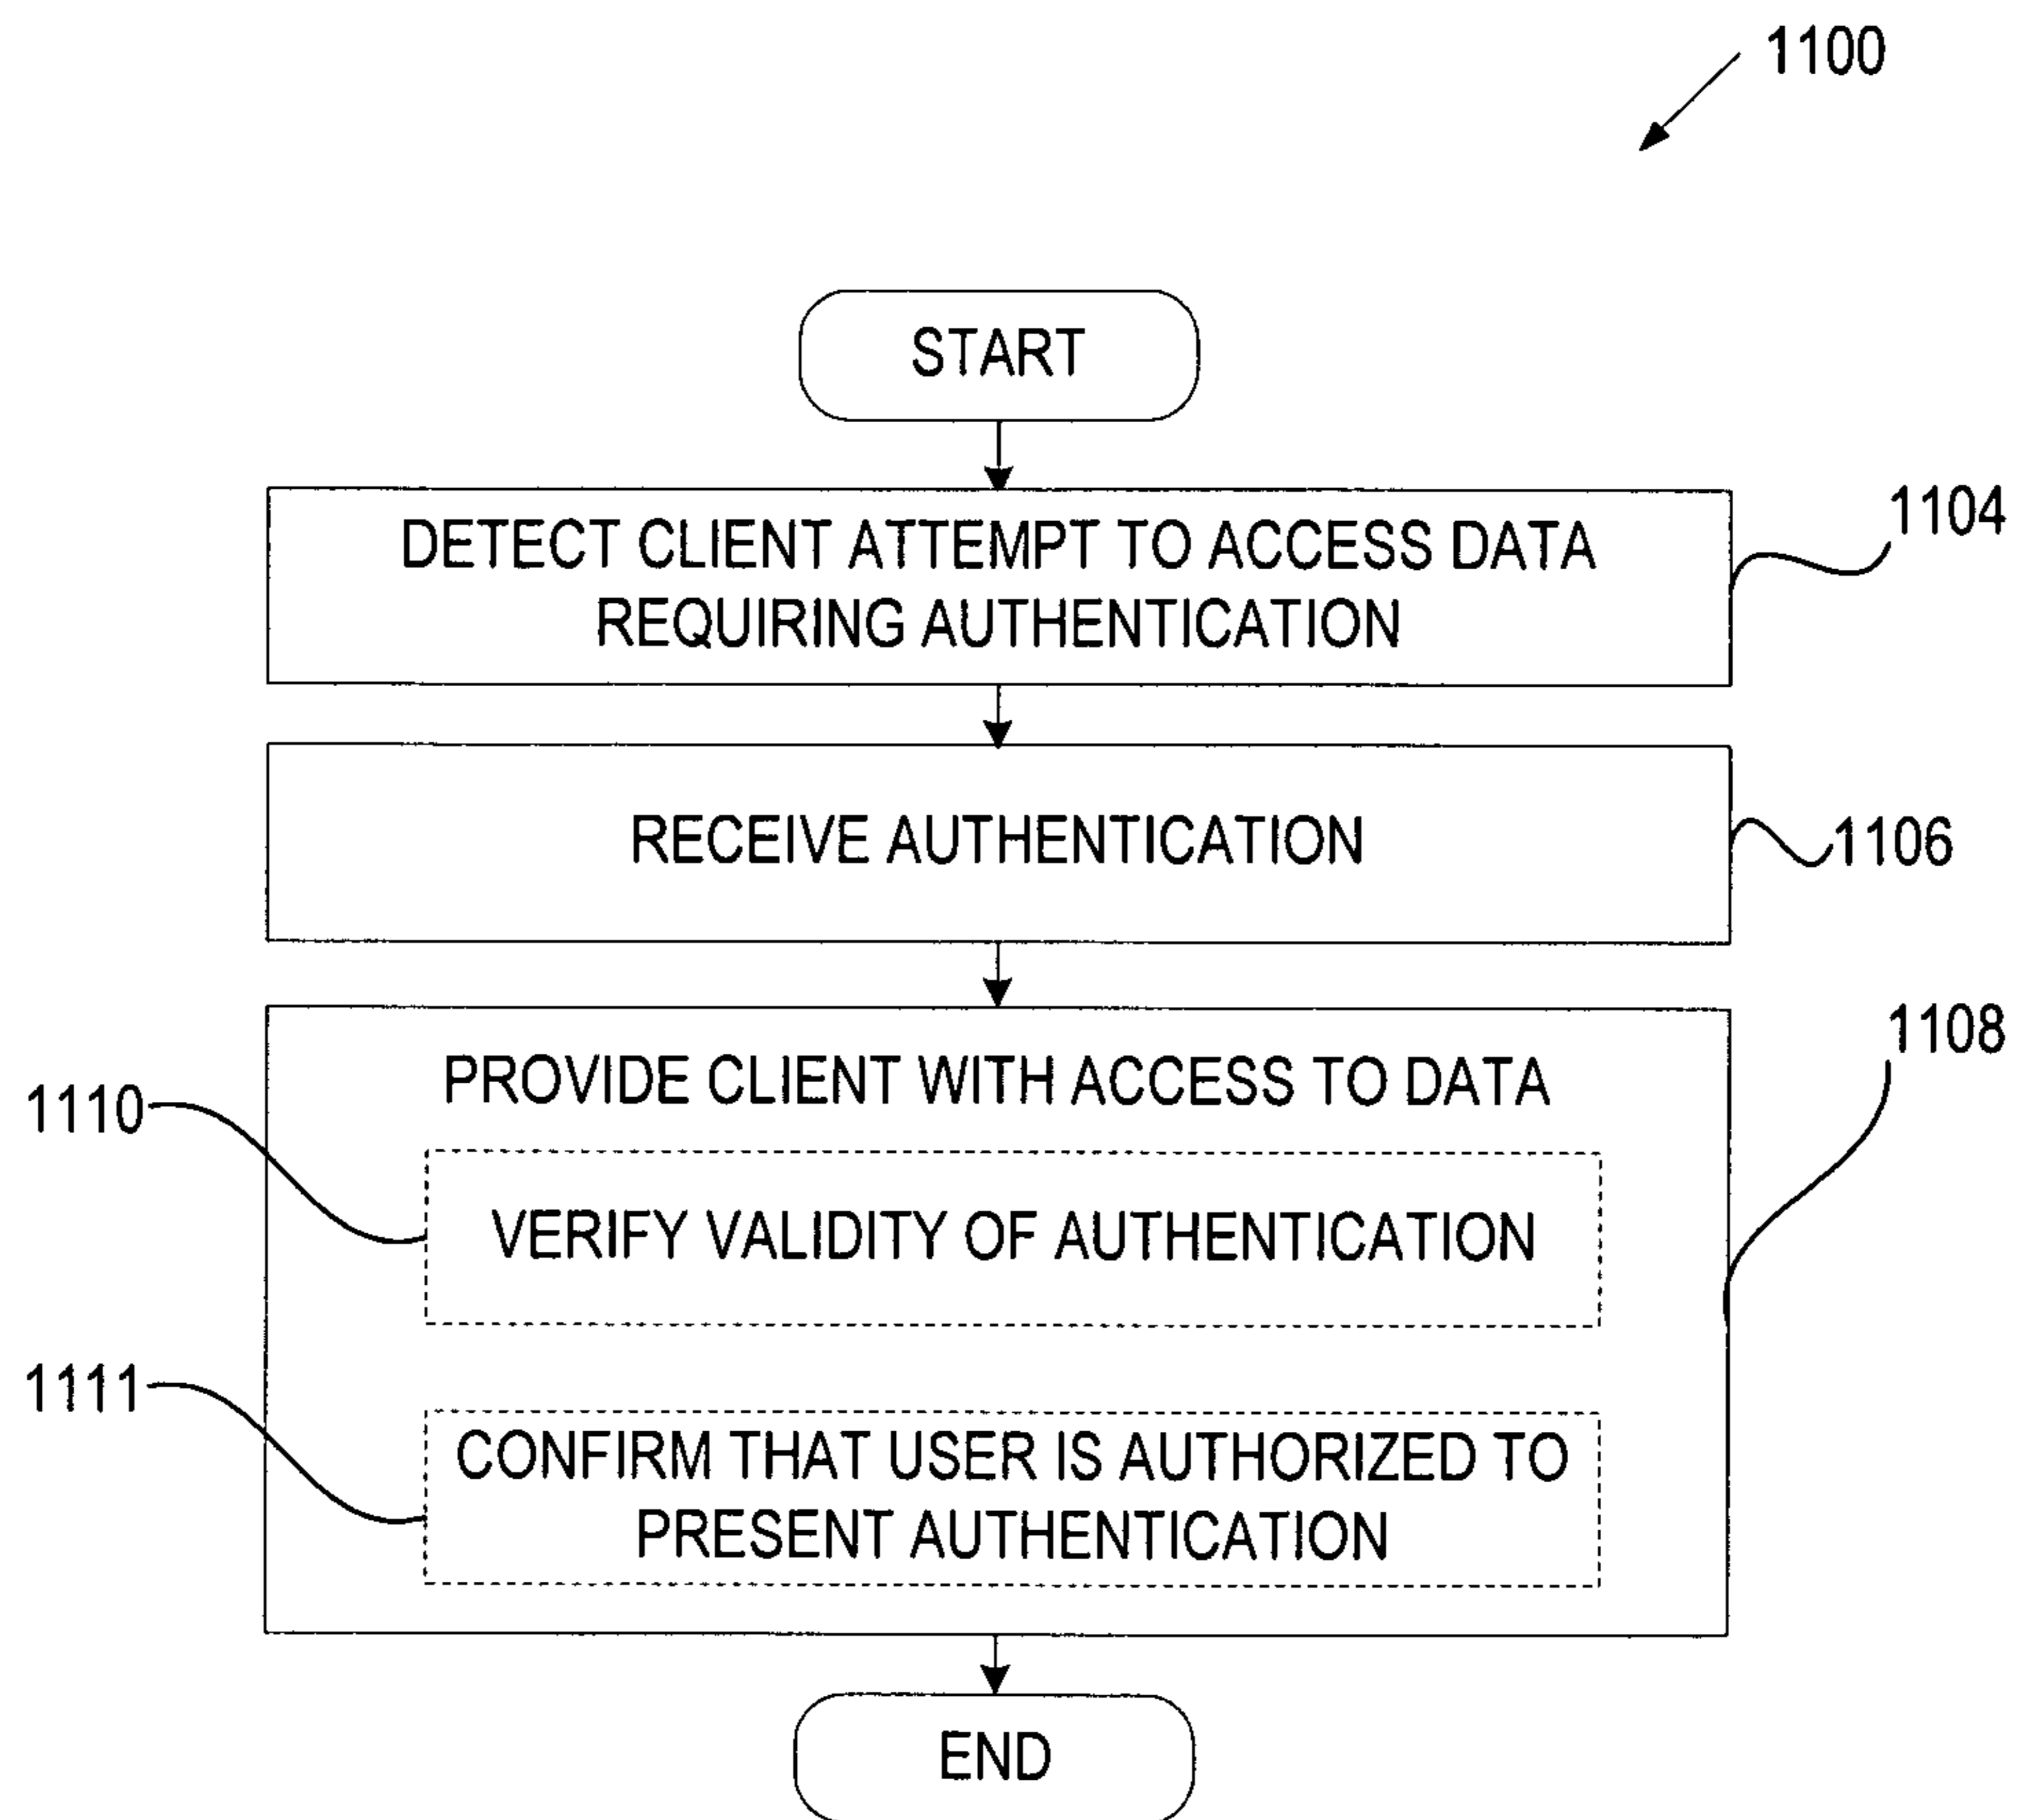 1100
START
DETECT CLIENT ATTEMPT TO ACCESS DATA
REQUIRING AUTHENTICATION
1104
RECEIVE AUTHENTICATION
1106
PROVIDE CLIENT WITH ACCESS TO DATA
1108
1110
VERIFY VALIDITY OF AUTHENTICATION
1111
CONFIRM THAT USER IS AUTHORIZED TO
PRESENT AUTHENTICATION
END